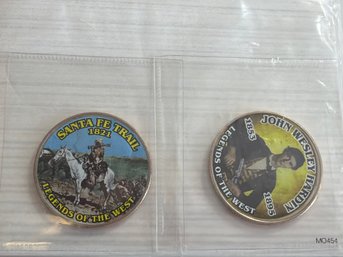 SANTA FE TRAIL
1821
LEGENDS OF THE WEST
JOHN WESLEY HARDIN
1853
1895
LEGENDS OF THE WEST
MO454